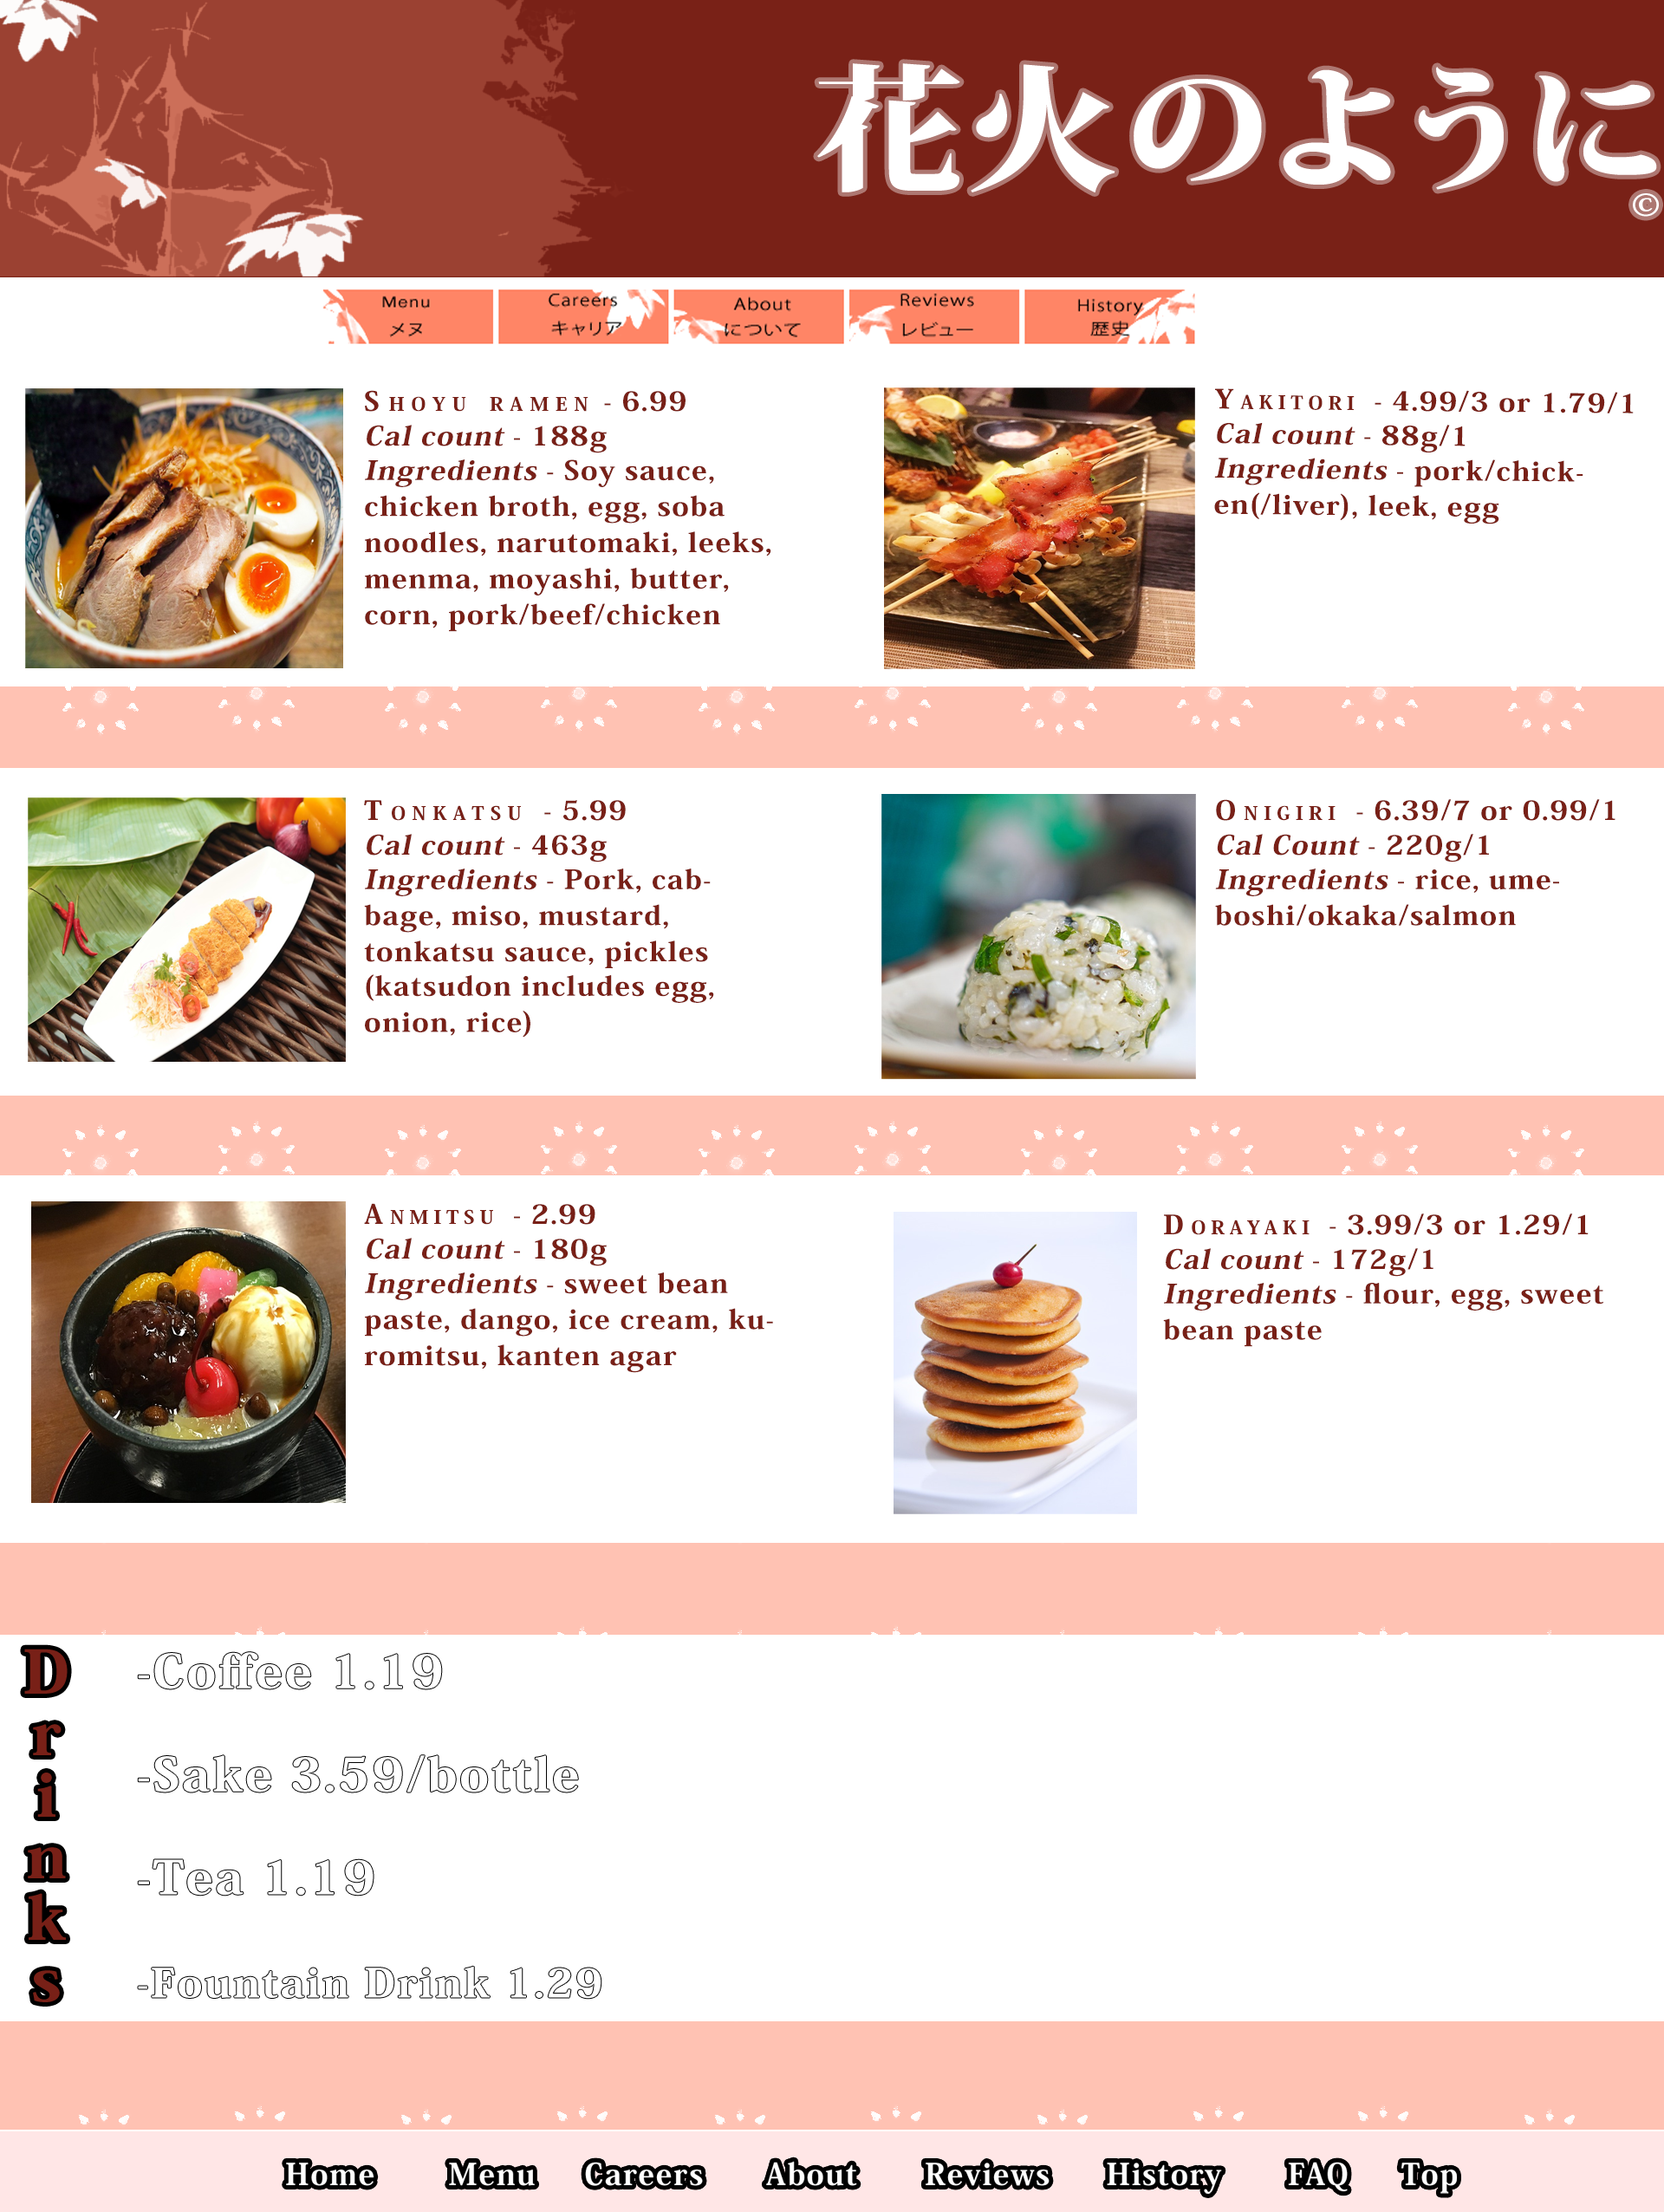 花火のように
©
Menu
メヌ
Careers
キャリア
About
について
Reviews
レビュー
History
歴史
Shoyu ramen - 6.99
Cal count - 188g
Ingredients - Soy sauce,
chicken broth, egg, soba
noodles, narutomaki, leeks,
menma, moyashi, butter,
corn, pork/beef/chicken
Yakitori - 4.99/3 or 1.79/1
Cal count - 88g/1
Ingredients - pork/chick-
en(/liver), leek, egg
Tonkatsu - 5.99
Cal count - 463g
Ingredients - Pork, cab-
bage, miso, mustard,
tonkatsu sauce, pickles
(katsudon includes egg,
onion, rice)
Onigiri - 6.39/7 or 0.99/1
Cal Count - 220g/1
Ingredients - rice, ume-
boshi/okaka/salmon
Anmitsu - 2.99
Cal count - 180g
Ingredients - sweet bean
paste, dango, ice cream, ku-
romitsu, kanten agar
Dorayaki - 3.99/3 or 1.29/1
Cal count - 172g/1
Ingredients - flour, egg, sweet
bean paste
Drinks
-Coffee 1.19
-Sake 3.59/bottle
-Tea 1.19
-Fountain Drink 1.29
Home Menu Careers About Reviews History FAQ Top